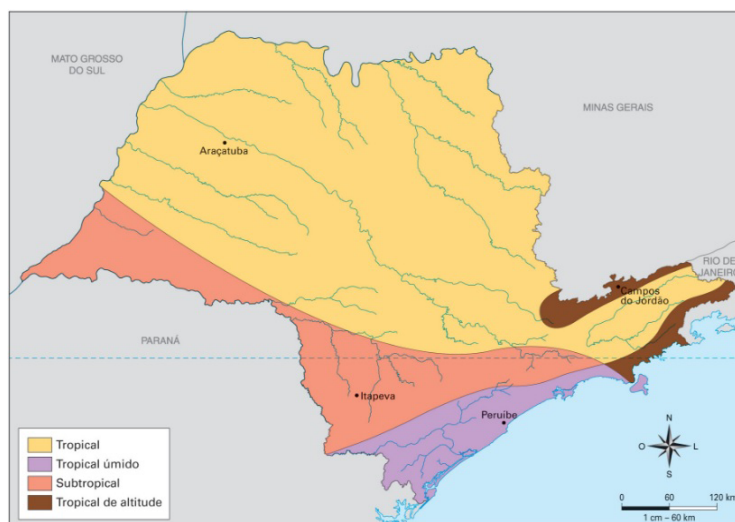 MATO GROSSO
DO SUL
MINAS GERAIS
Araçatuba
RIO DE
JANEIRO
Campos
do Jordão
PARANÁ
Itapeva
Peruíbe
Tropical
Tropical úmido
Subtropical
Tropical de altitude
N
O
L
S
0 60 120 km
1 cm – 60 km